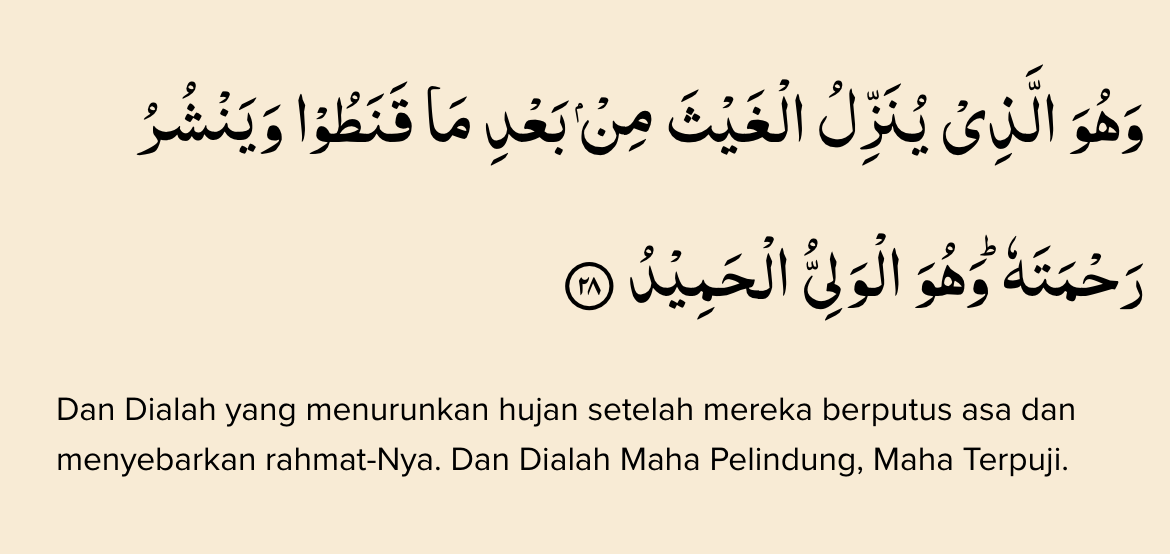 وَهُوَ الَّذِيْ يُنَزِّلُ الْغَيْثَ مِنْۢ بَعْدِ مَا قَنَطُوْا وَيَنْشُرُ
رَحْمَتَهٗ ۗوَهُوَ الْوَلِيُّ الْحَمِيْدُ ٢٨
Dan Dialah yang menurunkan hujan setelah mereka berputus asa dan
menyebarkan rahmat-Nya. Dan Dialah Maha Pelindung, Maha Terpuji.